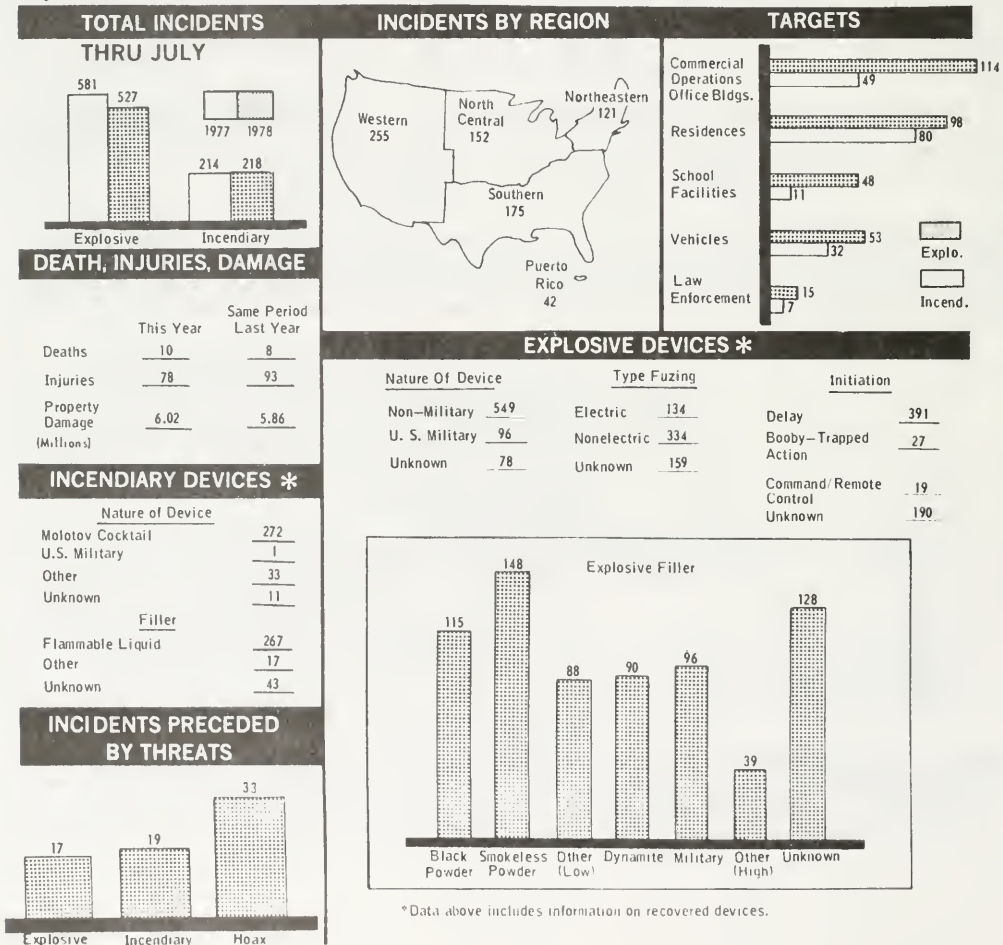 TOTAL INCIDENTS
THRU JULY
581
527
1977 1978
214 218
Explosive Incendiary
INCIDENTS BY REGION
Western
255
North
Central
152
Northeastern
121
Southern
175
Puerto
Rico
42
TARGETS
Commercial
Operations
Office Bldgs.
114
49
Residences
98
80
School
Facilities
48
11
Vehicles
53
32
Law
Enforcement
15
7
Explo.
Incend.
DEATH, INJURIES, DAMAGE
This Year
Same Period
Last Year
Deaths 10 8
Injuries 78 93
Property
Damage 6.02 5.86
(Millions)
EXPLOSIVE DEVICES *
Nature Of Device
Non-Military 549
U. S. Military 96
Unknown 78
Type Fuzing
Electric 134
Nonelectric 334
Unknown 159
Initiation
Delay 391
Booby-Trapped 27
Action
Command/Remote 19
Control
Unknown 190
INCENDIARY DEVICES *
Nature of Device
Molotov Cocktail 272
U.S. Military 1
Other 33
Unknown 11
Filler
Flammable Liquid 267
Other 17
Unknown 43
Explosive Filler
115
148
88
90
96
39
128
Black Smokeless Other Dynamite Military Other Unknown
Powder Powder (Low) (High)
*Data above includes information on recovered devices.
INCIDENTS PRECEDED
BY THREATS
17
19
33
Explosive Incendiary Hoax